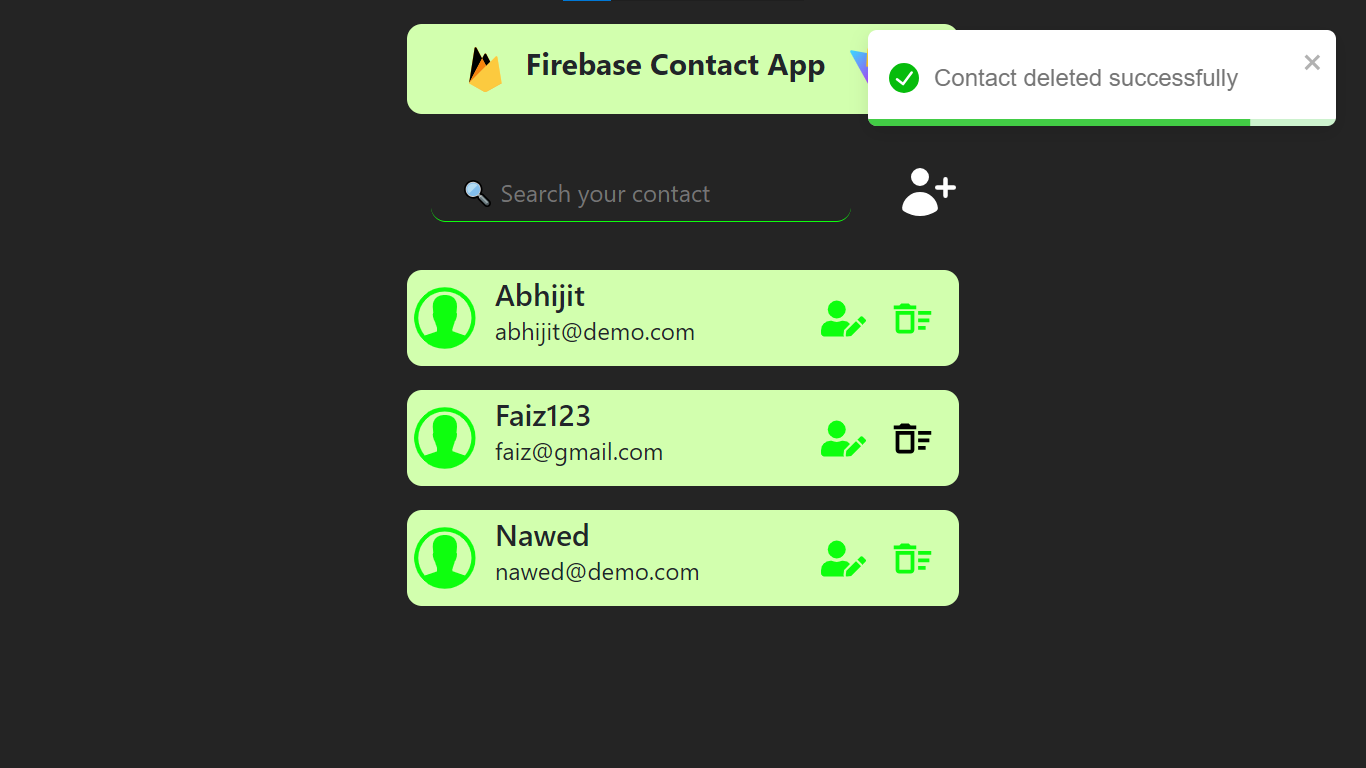 Firebase Contact App
Contact deleted successfully
Search your contact
Abhijit
abhijit@demo.com
Faiz123
faiz@gmail.com
Nawed
nawed@demo.com